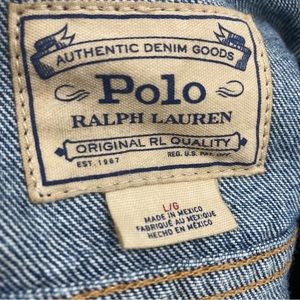 AUTHENTIC DENIM GOODS
Polo
RALPH LAUREN
ORIGINAL RL QUALITY
EST. 1967 REG. U.S. PAT. OFF.
L/G
MADE IN MEXICO
FABRIQUÉ AU MEXIQUE
HECHO EN MÉXICO